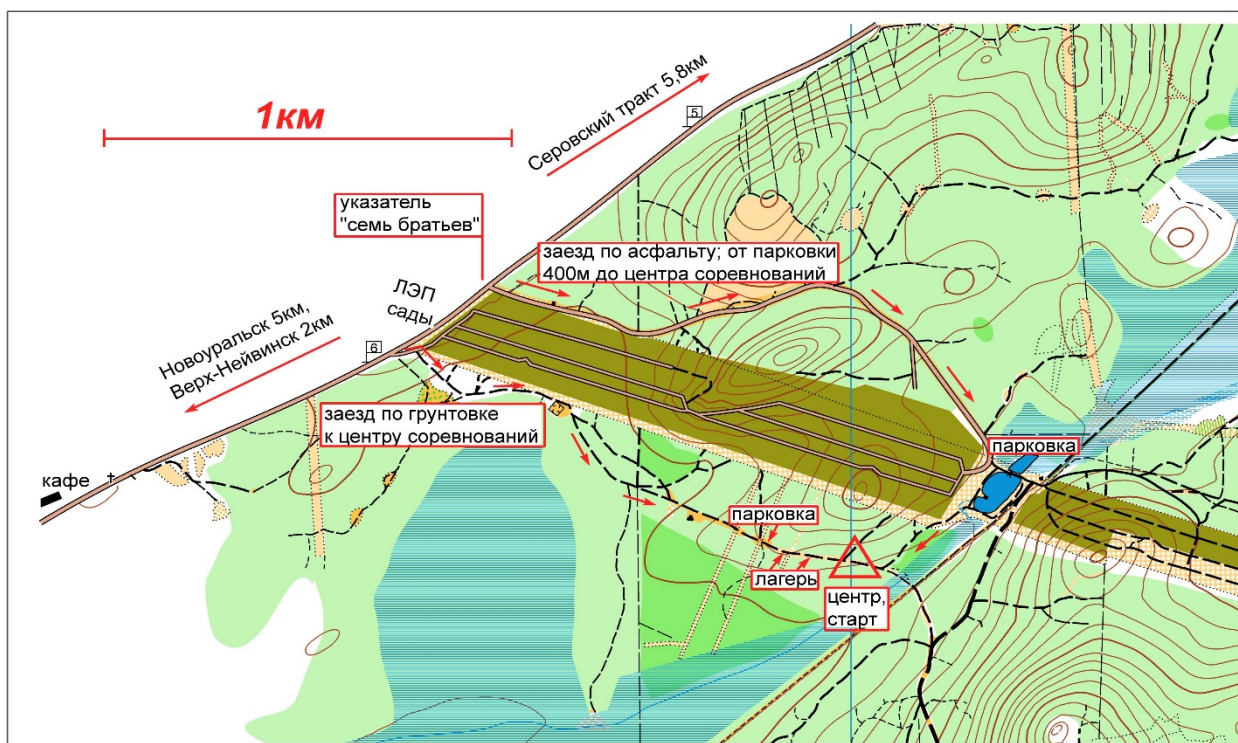 1км
Серовский тракт 5,8км
5
указатель
"семь братьев"
заезд по асфальту; от парковки
400м до центра соревнований
ЛЭП
сады
Новоуральск 5км,
Верх-Нейвинск 2км
6
заезд по грунтовке
к центру соревнований
кафе
парковка
парковка
лагерь
центр,
старт